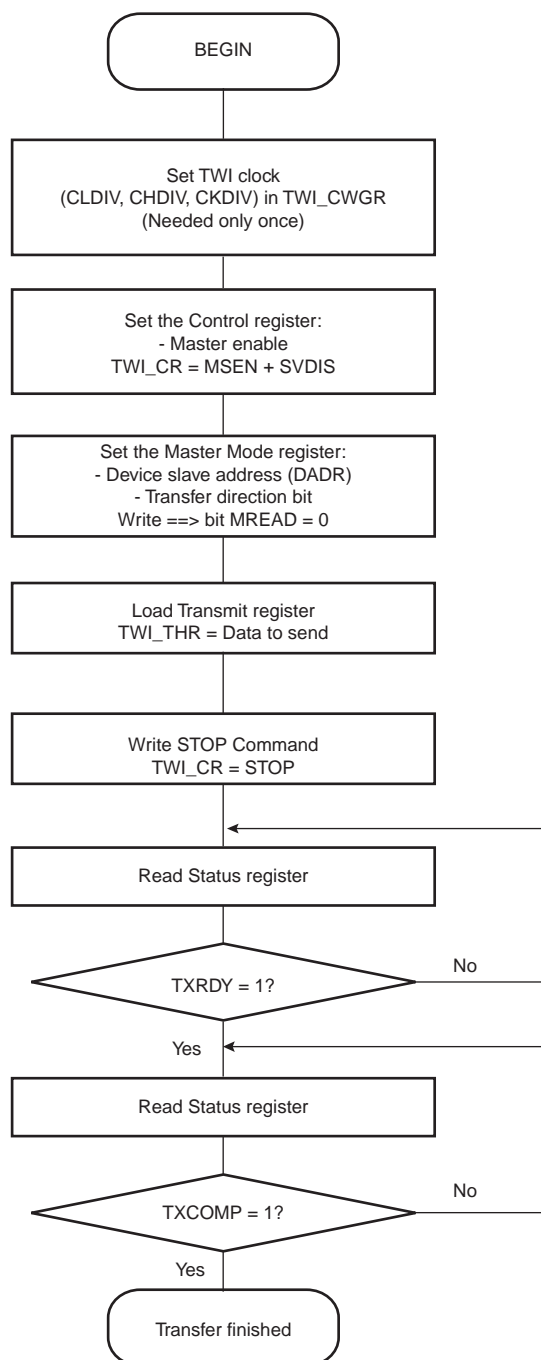 BEGIN
Set TWI clock
(CLDIV, CHDIV, CKDIV) in TWI_CWGR
(Needed only once)
Set the Control register:
- Master enable
TWI_CR = MSEN + SVDIS
Set the Master Mode register:
- Device slave address (DADR)
- Transfer direction bit
Write ==> bit MREAD = 0
Load Transmit register
TWI_THR = Data to send
Write STOP Command
TWI_CR = STOP
Read Status register
TXRDY = 1?
No
Yes
Read Status register
TXCOMP = 1?
No
Yes
Transfer finished